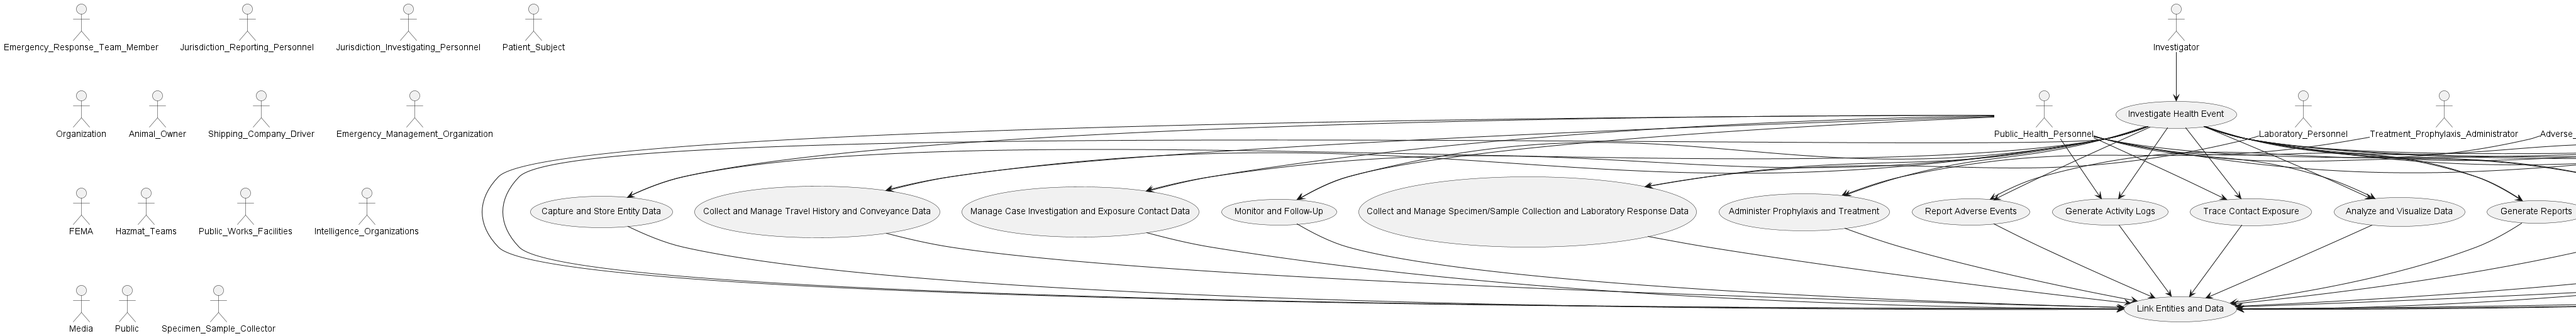 Emergency_Response_Team_Member
Jurisdiction_Reporting_Personnel
Jurisdiction_Investigating_Personnel
Patient_Subject
Investigator
Organization
Animal_Owner
Shipping_Company_Driver
Emergency_Management_Organization
Public_Health_Personnel
Investigate Health Event
Laboratory_Personnel
Treatment_Prophylaxis_Administrator
Adverse_
FEMA
Hazmat_Teams
Public_Works_Facilities
Intelligence_Organizations
Capture and Store Entity Data
Collect and Manage Travel History and Conveyance Data
Manage Case Investigation and Exposure Contact Data
Monitor and Follow-Up
Collect and Manage Specimen/Sample Collection and Laboratory Response Data
Administer Prophylaxis and Treatment
Report Adverse Events
Generate Activity Logs
Trace Contact Exposure
Analyze and Visualize Data
Generate Reports
Media
Public
Specimen_Sample_Collector
Link Entities and Data